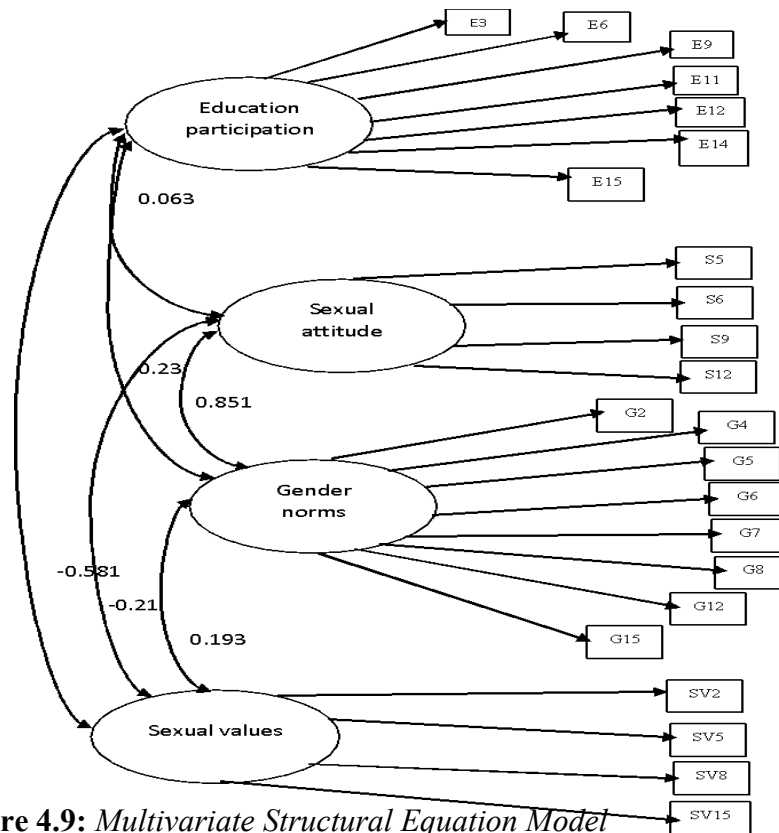 E3
E6
E9
Education
participation
E11
E12
E14
E15
0.063
S5
Sexual
attitude
S6
S9
S12
0.23
0.851
G2
G4
G5
Gender
norms
G6
G7
G8
G12
G15
-0.581
-0.21
0.193
SV2
Sexual values
SV5
SV8
SV15
re 4.9: Multivariate Structural Equation Model